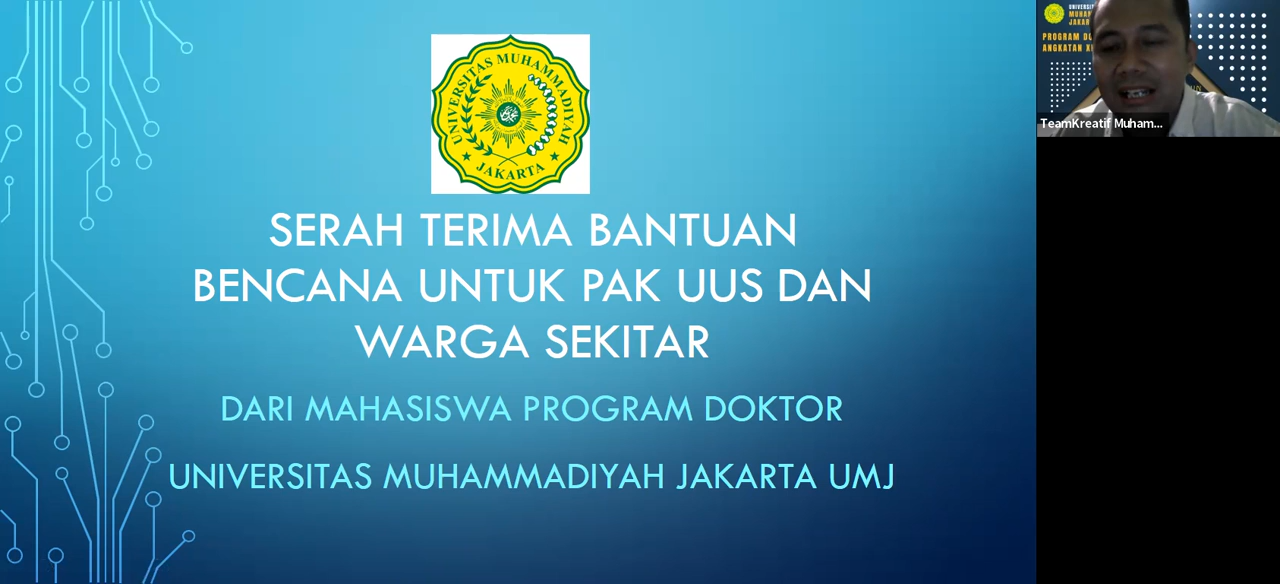 UNIVERSITAS MUHAMMADIYAH
JAKARTA
SERAH TERIMA BANTUAN
BENCANA UNTUK PAK UUS DAN
WARGA SEKITAR
DARI MAHASISWA PROGRAM DOKTOR
UNIVERSITAS MUHAMMADIYAH JAKARTA UMJ
TeamKreatif Muham...